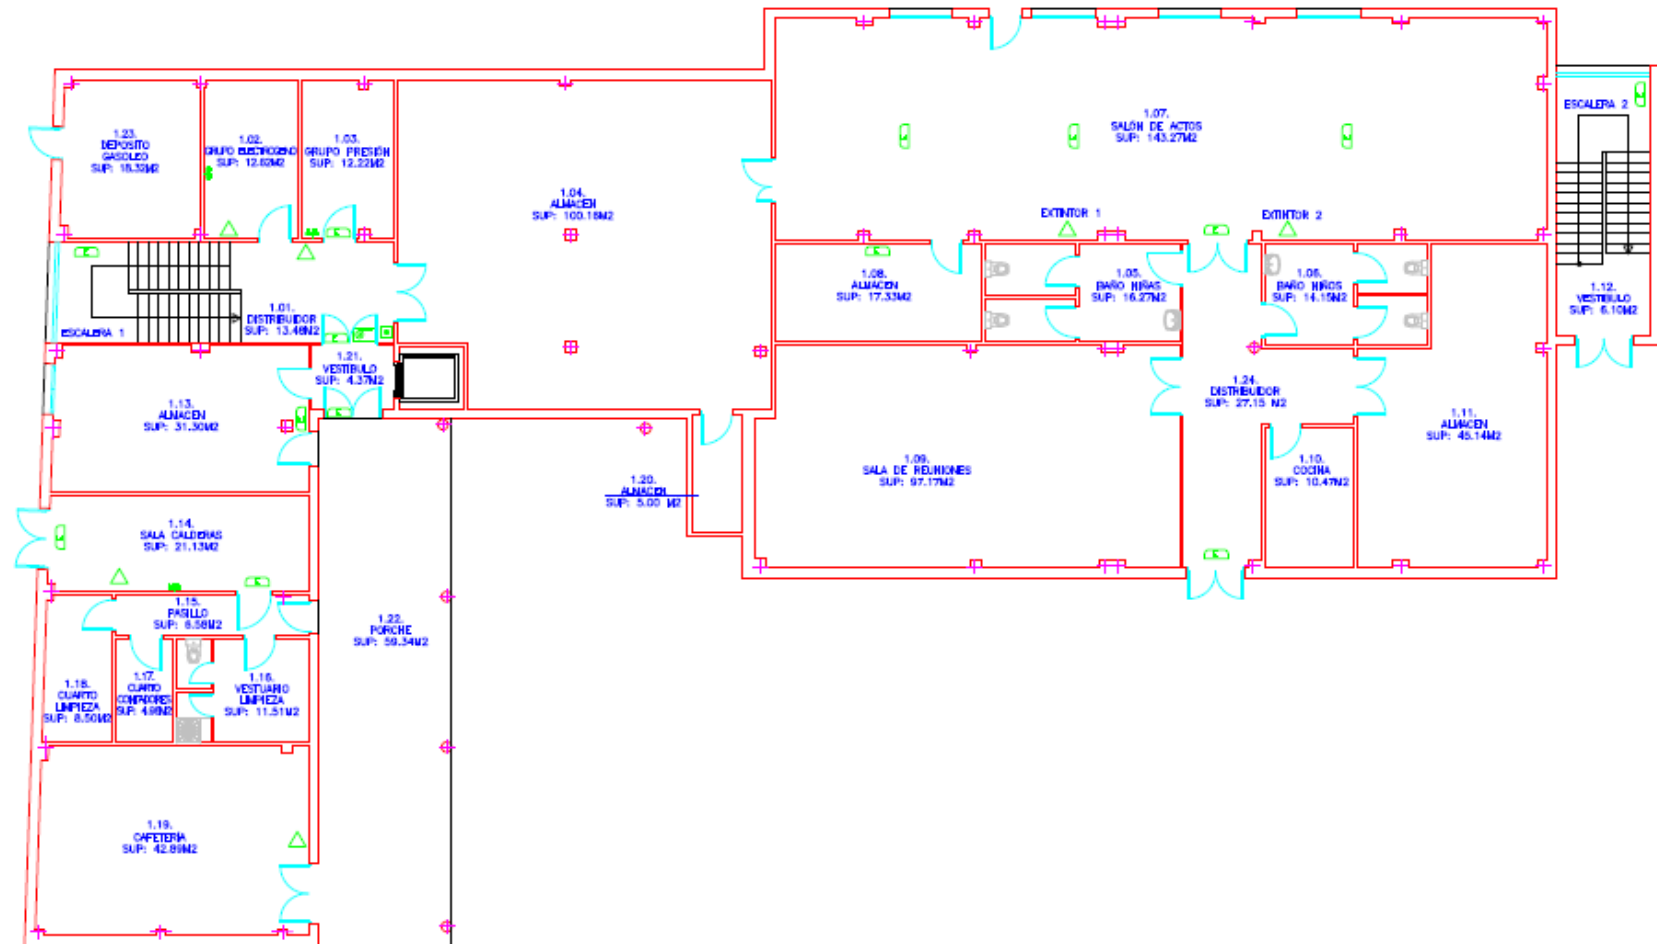 1.07.
SALÓN DE ACTOS
SUP: 143.27M2
ESCALERA 2
1.23.
DEPOSITO
GASOLEO
SUP: 18.32M2
1.02.
GRUPO ELECTROGENO
SUP: 12.62M2
1.03.
GRUPO PRESIÓN
SUP: 12.22M2
1.04.
ALMACEN
SUP: 100.18M2
EXTINTOR 1
EXTINTOR 2
1.01.
DISTRIBUIDOR
SUP: 13.48M2
ESCALERA 1
1.08.
ALMACEN
SUP: 17.33M2
1.05.
BAÑO NIÑAS
SUP: 16.27M2
1.06.
BAÑO NIÑOS
SUP: 14.15M2
1.12.
VESTIBULO
SUP: 6.10M2
1.21.
VESTIBULO
SUP: 4.37M2
1.13.
ALMACEN
SUP: 31.30M2
1.24.
DISTRIBUIDOR
SUP: 27.15 M2
1.11.
ALMACEN
SUP: 45.14M2
1.09.
SALA DE REUNIONES
SUP: 97.17M2
1.10.
COCINA
SUP: 10.47M2
1.20.
ALMACEN
SUP: 5.00 M2
1.14.
SALA CALDERAS
SUP: 21.13M2
1.15.
PASILLO
SUP: 6.58M2
1.22.
PORCHE
SUP: 59.34M2
1.18.
CUARTO
LIMPIEZA
SUP: 8.50M2
1.17.
CUARTO
CONTADORES
SUP: 4.95M2
1.16.
VESTUARIO
LIMPIEZA
SUP: 11.51M2
1.19.
CAFETERÍA
SUP: 42.89M2